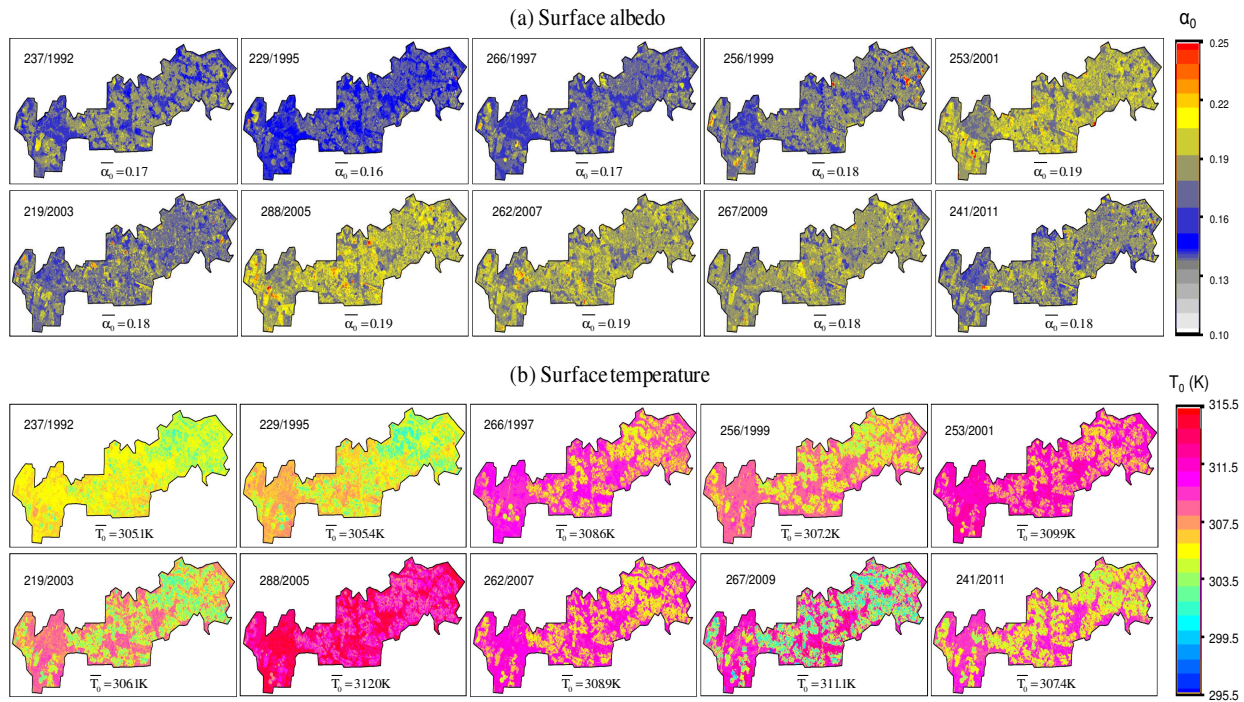 (a) Surface albedo
α0
237/1992 229/1995 266/1997 256/1999 253/2001
α0 = 0.17 α0 = 0.16 α0 = 0.17 α0 = 0.18 α0 = 0.19
219/2003 288/2005 262/2007 267/2009 241/2011
α0 = 0.18 α0 = 0.19 α0 = 0.19 α0 = 0.18 α0 = 0.18
0.25
0.22
0.19
0.16
0.13
0.10
(b) Surface temperature
T0 (K)
237/1992 229/1995 266/1997 256/1999 253/2001
T0 = 305.1K T0 = 305.4K T0 = 308.6K T0 = 307.2K T0 = 309.9K
219/2003 288/2005 262/2007 267/2009 241/2011
T0 = 306.1K T0 = 312.0K T0 = 308.9K T0 = 311.1K T0 = 307.4K
315.5
311.5
307.5
303.5
299.5
295.5